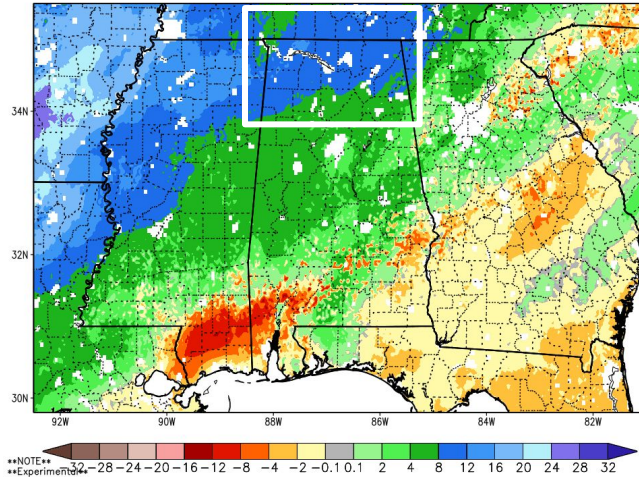 34N
32N
30N
92W 90W 88W 86W 84W 82W
**NOTE**
**Experimental
-32 -28 -24 -20 -16 -12 -8 -4 -2 -0.1 0.1 2 4 8 12 16 20 24 28 32